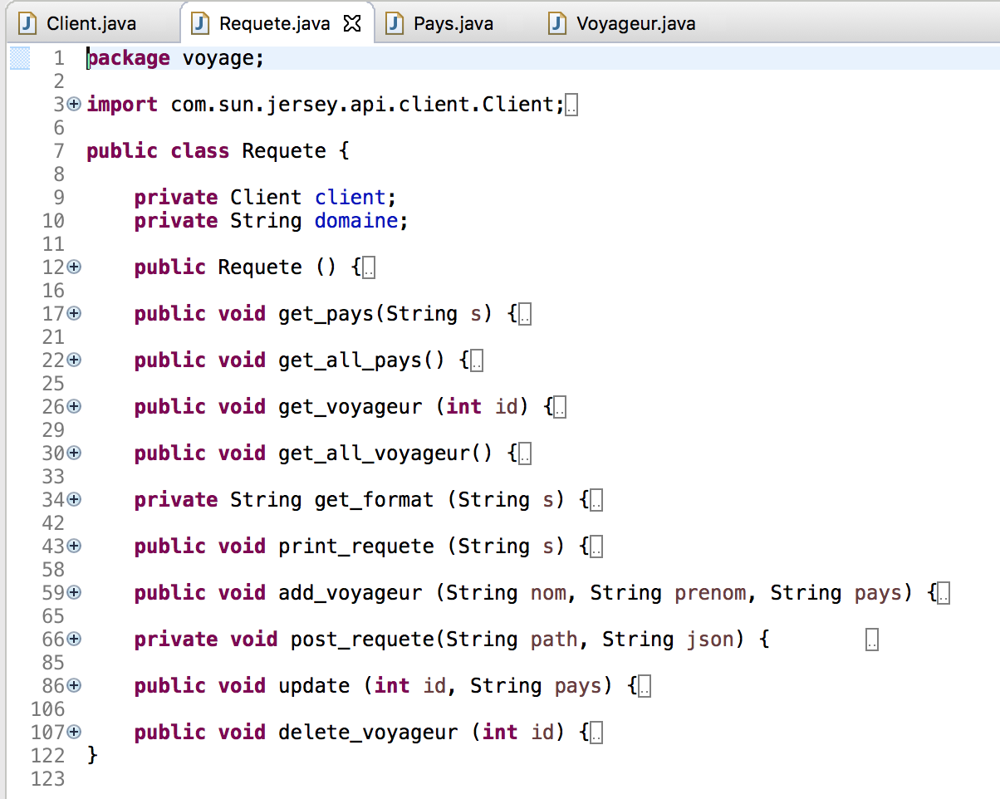 Client.java Requete.java Pays.java Voyageur.java
1 package voyage;
2
3 import com.sun.jersey.api.client.Client;
6
7 public class Requete {
8
9 private Client client;
10 private String domaine;
11
12 public Requete () {
16
17 public void get_pays(String s) {
21
22 public void get_all_pays() {
25
26 public void get_voyageur (int id) {
29
30 public void get_all_voyageur() {
33
34 private String get_format (String s) {
42
43 public void print_requete (String s) {
58
59 public void add_voyageur (String nom, String prenom, String pays) {
65
66 private void post_requete(String path, String json) {
85
86 public void update (int id, String pays) {
106
107 public void delete_voyageur (int id) {
122 }
123